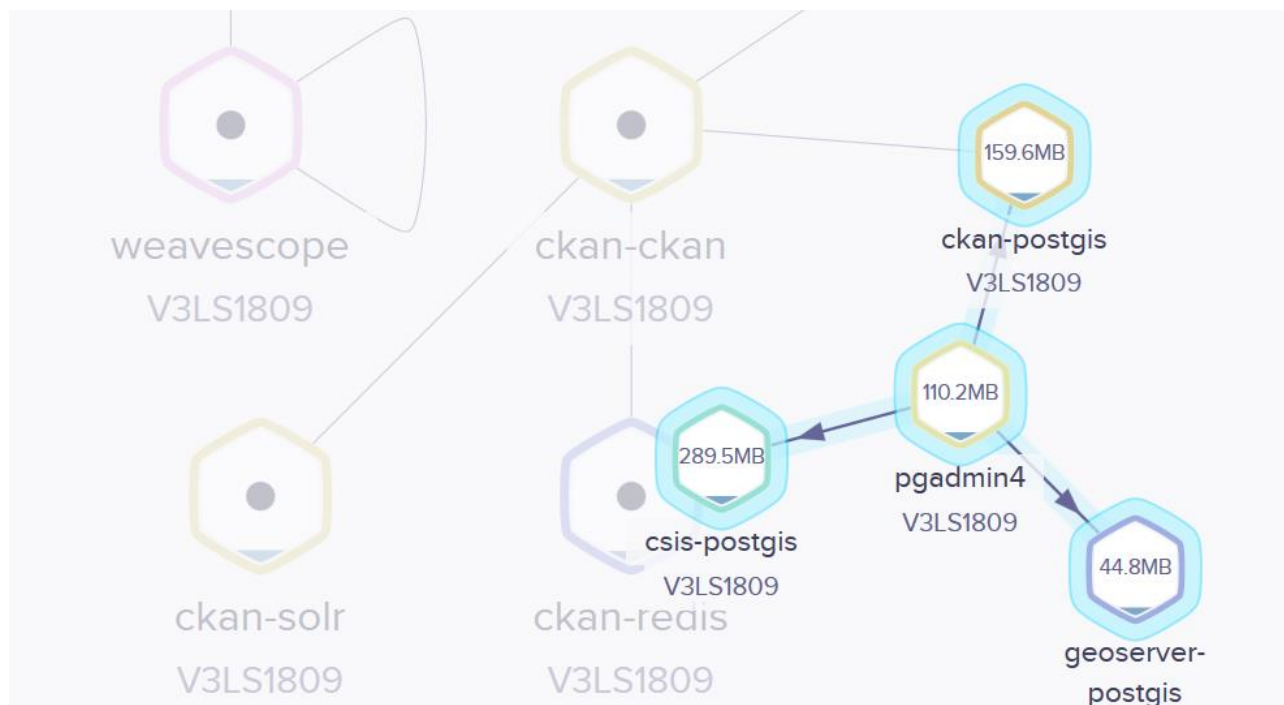 159.6MB
ckan-postgis
V3LS1809
weavescope
V3LS1809
ckan-ckan
V3LS1809
110.2MB
pgadmin4
V3LS1809
289.5MB
csis-postgis
V3LS1809
44.8MB
geoserver-
postgis
ckan-solr
V3LS1809
ckan-redis
V3LS1809